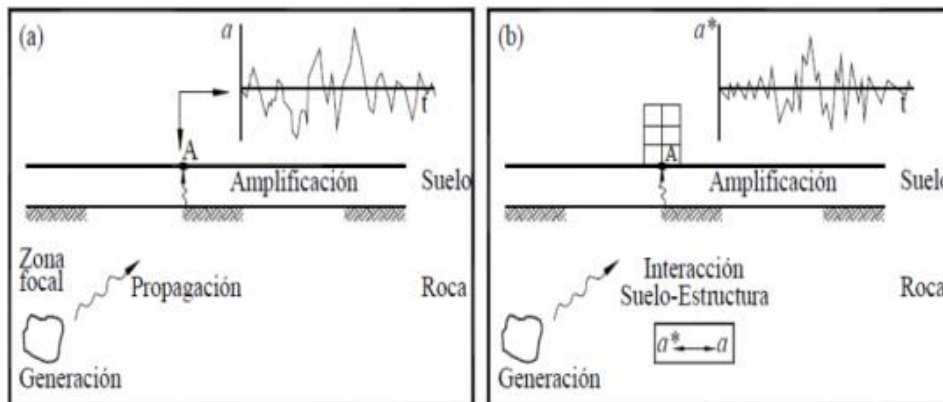 (a)
a
t
A
Amplificación
Suelo
Zona
focal
Propagación
Roca
Generación
(b)
a*
t
A
Amplificación
Suelo
Interacción
Suelo-Estructura
Roca
a* a
Generación